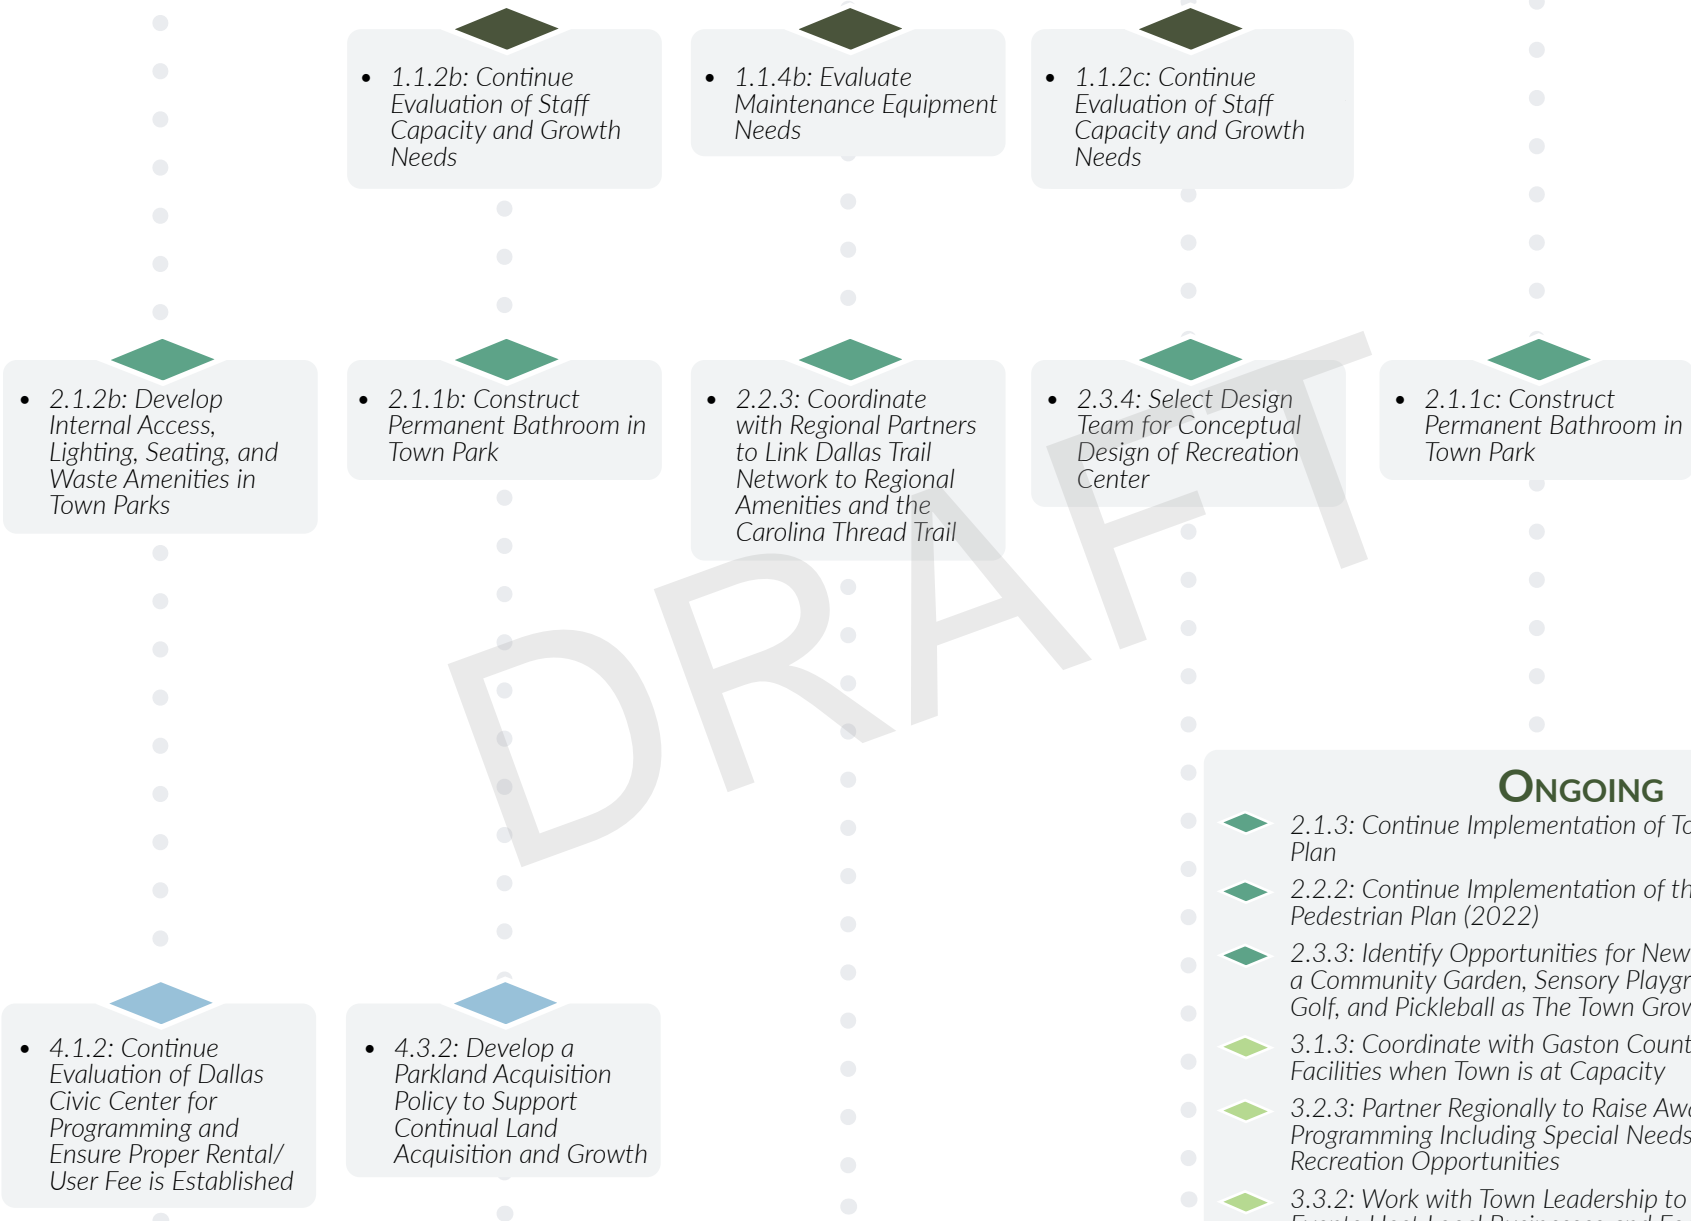 • 1.1.2b: Continue
Evaluation of Staff
Capacity and Growth
Needs
• 1.1.4b: Evaluate
Maintenance Equipment
Needs
• 1.1.2c: Continue
Evaluation of Staff
Capacity and Growth
Needs
• 2.1.2b: Develop
Internal Access,
Lighting, Seating, and
Waste Amenities in
Town Parks
• 2.1.1b: Construct
Permanent Bathroom in
Town Park
• 2.2.3: Coordinate
with Regional Partners
to Link Dallas Trail
Network to Regional
Amenities and the
Carolina Thread Trail
• 2.3.4: Select Design
Team for Conceptual
Design of Recreation
Center
• 2.1.1c: Construct
Permanent Bathroom in
Town Park
DRAFT
• 4.1.2: Continue
Evaluation of Dallas
Civic Center for
Programming and
Ensure Proper Rental/
User Fee is Established
• 4.3.2: Develop a
Parkland Acquisition
Policy to Support
Continual Land
Acquisition and Growth
ONGOING
2.1.3: Continue Implementation of
Plan
2.2.2: Continue Implementation of
Pedestrian Plan (2022)
2.3.3: Identify Opportunities for New
a Community Garden, Sensory
Golf, and Pickleball as The Town
3.1.3: Coordinate with Gaston
Facilities when Town is at Capacity
3.2.3: Partner Regionally to Raise
Programming Including Special Needs
Recreation Opportunities
3.3.2: Work with Town Leadership to